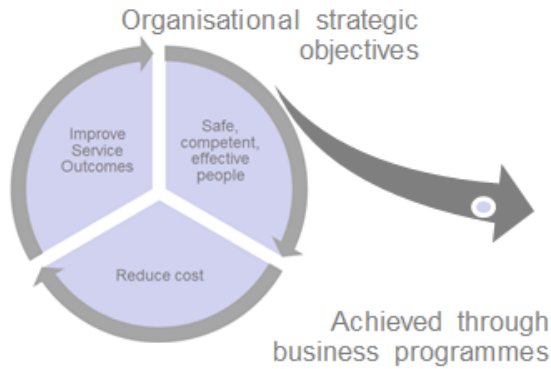 Organisational strategic
objectives
Improve
Service
Outcomes
Safe,
competent,
effective
people
Reduce cost
Achieved through
business programmes